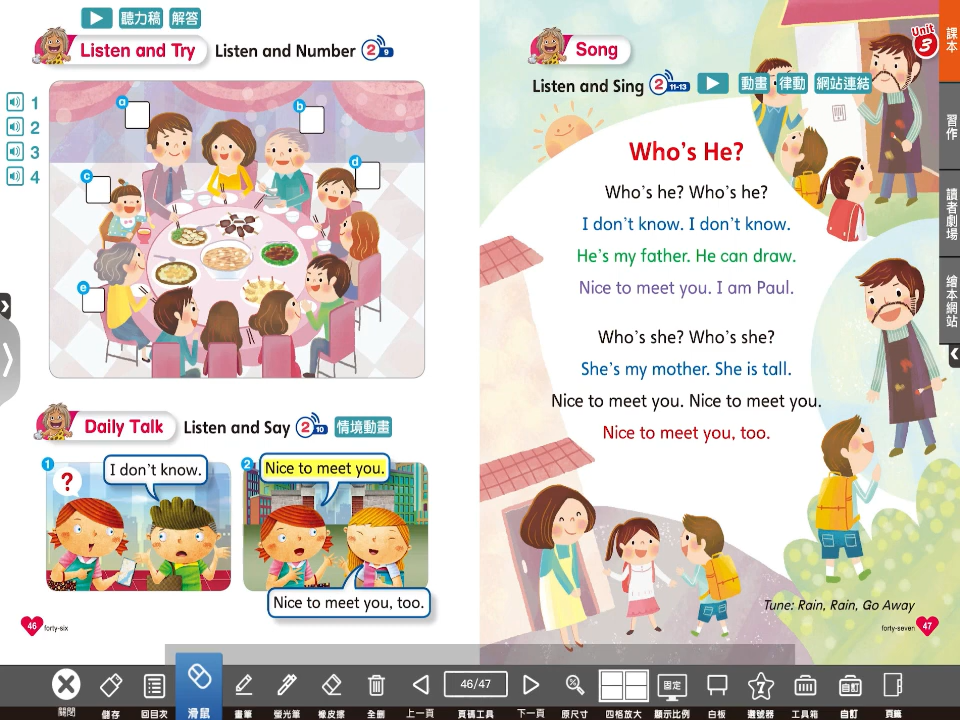 聽力稿 解答
Listen and Try Listen and Number 2 9
1
2
3
4
a
b
c
d
e
Daily Talk Listen and Say 2 10 情境動畫
1
I don't know.
?
2
Nice to meet you.
Nice to meet you, too.
46 forty-six
Song
Unit 3
Listen and Sing 2 11-13 動畫 律動 網站連結
Who's He?
Who's he? Who's he?
I don't know. I don't know.
He's my father. He can draw.
Nice to meet you. I am Paul.
Who's she? Who's she?
She's my mother. She is tall.
Nice to meet you. Nice to meet you.
Nice to meet you, too.
Tune: Rain, Rain, Go Away
forty-seven 47
課本
習作
讀者劇場
繪本網站
46/47
固定
自訂
關閉 儲存 回目次 滑鼠 畫筆 螢光筆 橡皮擦 全刪 上一頁 頁碼工具 下一頁 原尺寸 四格放大 顯示比例 白板 選號器 工具箱 自訂 頁籤